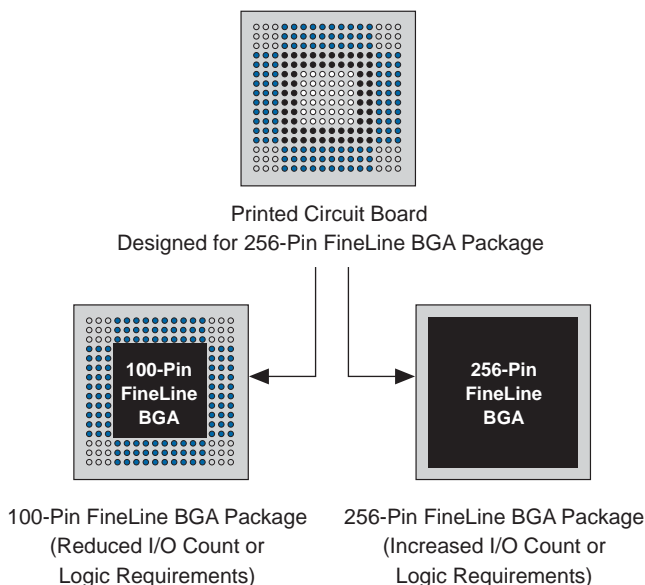 Printed Circuit Board
Designed for 256-Pin FineLine BGA Package
100-Pin
FineLine
BGA
256-Pin
FineLine
BGA
100-Pin FineLine BGA Package
(Reduced I/O Count or
Logic Requirements)
256-Pin FineLine BGA Package
(Increased I/O Count or
Logic Requirements)